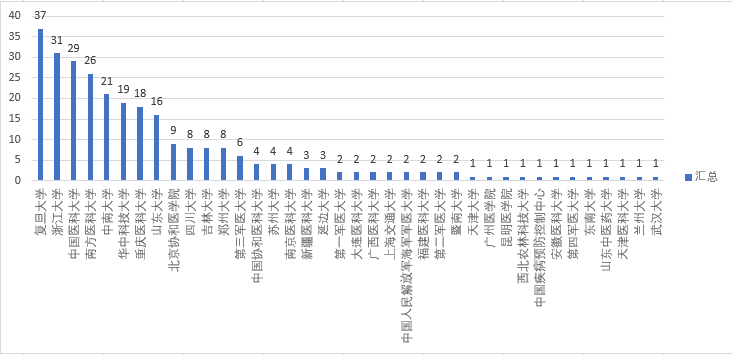 40
35
30
25
20
15
10
5
0
37
31
29
26
21
19
18
16
9
8
8
8
6
4
4
4
3
3
2
2
2
2
2
2
2
2
1
1
1
1
1
1
1
1
1
1
1
1
复旦大学
浙江大学
中国医科大学
南方医科大学
中南大学
华中科技大学
重庆医科大学
山东大学
北京协和医学院
四川大学
吉林大学
郑州大学
第三军医大学
中国协和医科大学
苏州大学
南京医科大学
新疆医科大学
延边大学
第一军医大学
大连医科大学
广西医科大学
上海交通大学
中国人民解放军海军军医大学
福建医科大学
第二军医大学
暨南大学
天津大学
广州医学院
昆明医学院
西北农林科技大学
中国疾病预防控制中心
安徽医科大学
第四军医大学
东南大学
山东中医药大学
天津医科大学
兰州大学
武汉大学
汇总